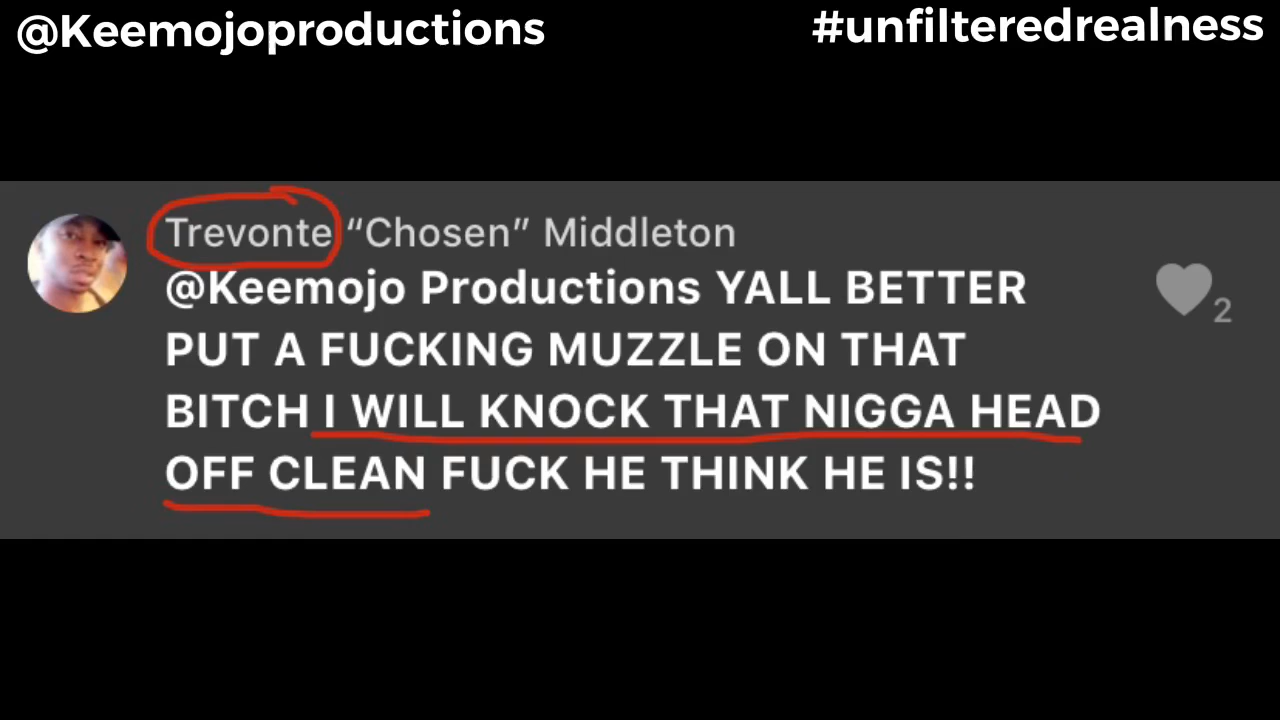 @Keemojoproductions
#unfilteredrealness
Trevonte “Chosen” Middleton
@Keemojo Productions YALL BETTER
PUT A FUCKING MUZZLE ON THAT
BITCH I WILL KNOCK THAT NIGGA HEAD
OFF CLEAN FUCK HE THINK HE IS!!
2